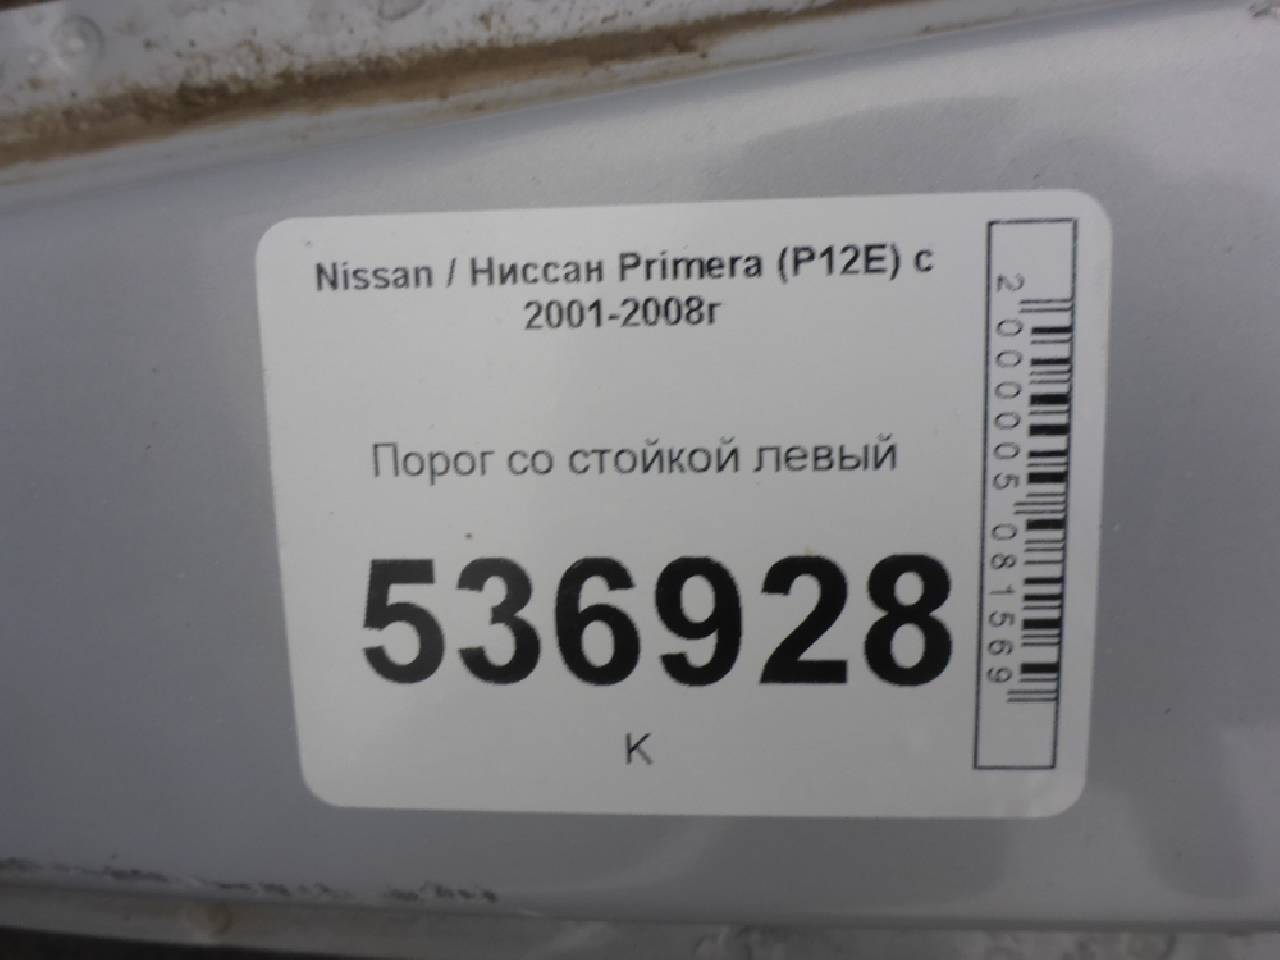 Nissan / Ниссан Primera (P12E) с
2001-2008г
Порог со стойкой левый
536928
К
2000005081569